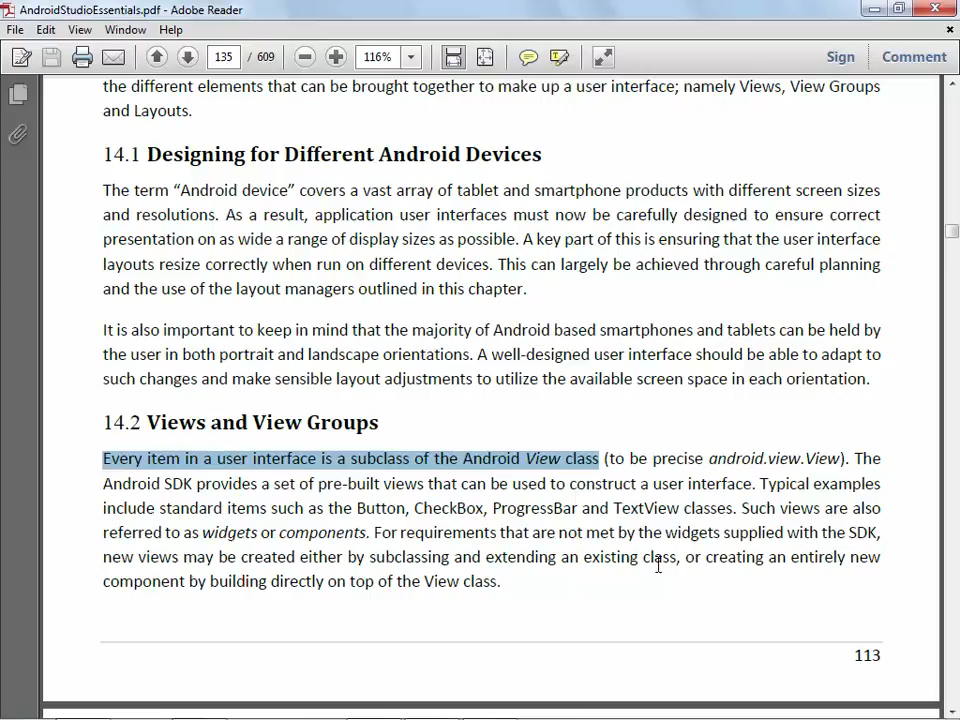 AndroidStudioEssentials.pdf - Adobe Reader
File Edit View Window Help
135 / 609 116% Sign Comment
the different elements that can be brought together to make up a user interface; namely Views, View Groups
and Layouts.
14.1 Designing for Different Android Devices
The term “Android device” covers a vast array of tablet and smartphone products with different screen sizes
and resolutions. As a result, application user interfaces must now be carefully designed to ensure correct
presentation on as wide a range of display sizes as possible. A key part of this is ensuring that the user interface
layouts resize correctly when run on different devices. This can largely be achieved through careful planning
and the use of the layout managers outlined in this chapter.
It is also important to keep in mind that the majority of Android based smartphones and tablets can be held by
the user in both portrait and landscape orientations. A well-designed user interface should be able to adapt to
such changes and make sensible layout adjustments to utilize the available screen space in each orientation.
14.2 Views and View Groups
Every item in a user interface is a subclass of the Android View class (to be precise android.view.View). The
Android SDK provides a set of pre-built views that can be used to construct a user interface. Typical examples
include standard items such as the Button, CheckBox, ProgressBar and TextView classes. Such views are also
referred to as widgets or components. For requirements that are not met by the widgets supplied with the SDK,
new views may be created either by subclassing and extending an existing class, or creating an entirely new
component by building directly on top of the View class.
113